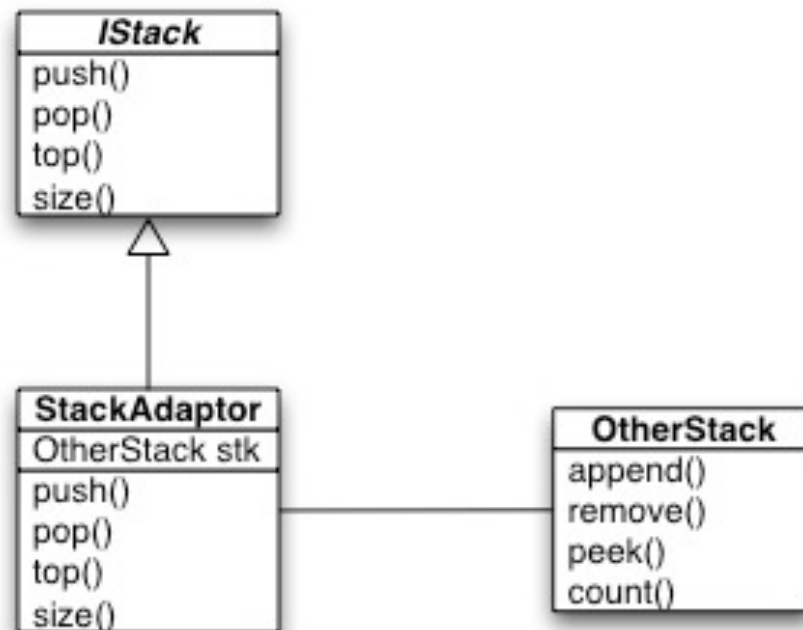 IStack
push()
pop()
top()
size()
StackAdaptor
OtherStack stk
push()
pop()
top()
size()
OtherStack
append()
remove()
peek()
count()